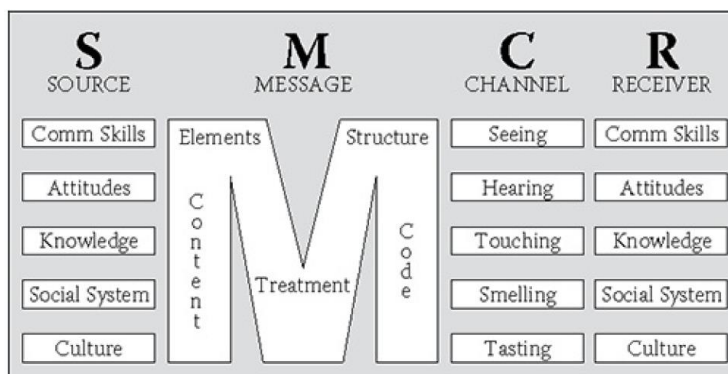 S M C R
SOURCE MESSAGE CHANNEL RECEIVER
Comm Skills
Attitudes
Knowledge
Social System
Culture
Elements Structure
Content
Treatment
Code
Seeing
Hearing
Touching
Smelling
Tasting
Comm Skills
Attitudes
Knowledge
Social System
Culture